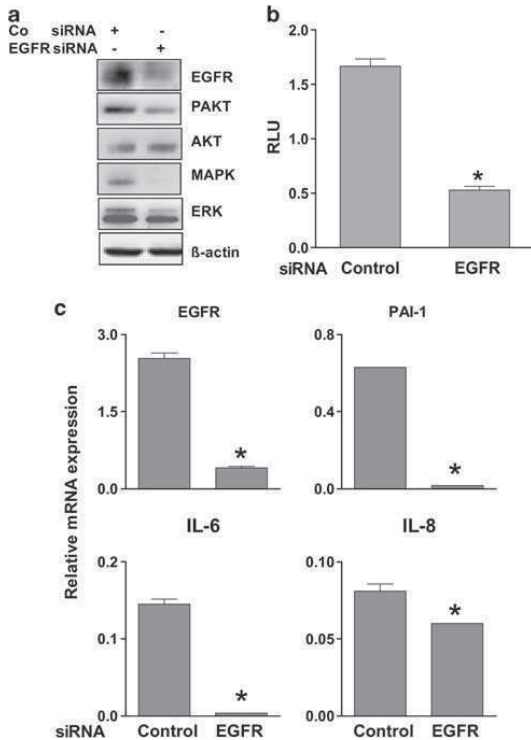 a
Co siRNA + -
EGFR siRNA - +
EGFR
PAKT
AKT
MAPK
ERK
ß-actin
b
RLU
2.0
1.5
1.0
0.5
0.0
siRNA Control EGFR
*
c
Relative mRNA expression
EGFR
3.0
1.5
0.0
*
PAI-1
0.8
0.4
0.0
*
IL-6
0.2
0.1
0.0
*
siRNA Control EGFR
IL-8
0.10
0.05
0.00
*
Control EGFR